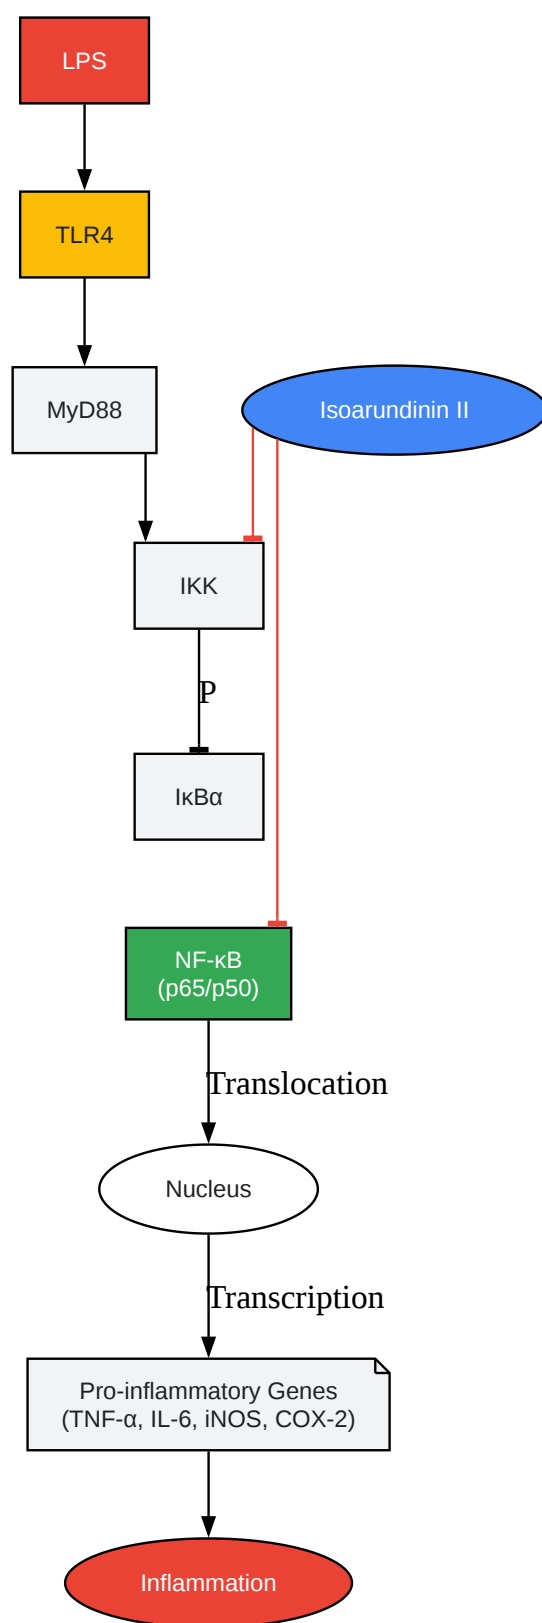 LPS
TLR4
MyD88
Isoarundinin II
IKK
P
IκBα
NF-κB
(p65/p50)
Translocation
Nucleus
Transcription
Pro-inflammatory Genes
(TNF-α, IL-6, iNOS, COX-2)
Inflammation